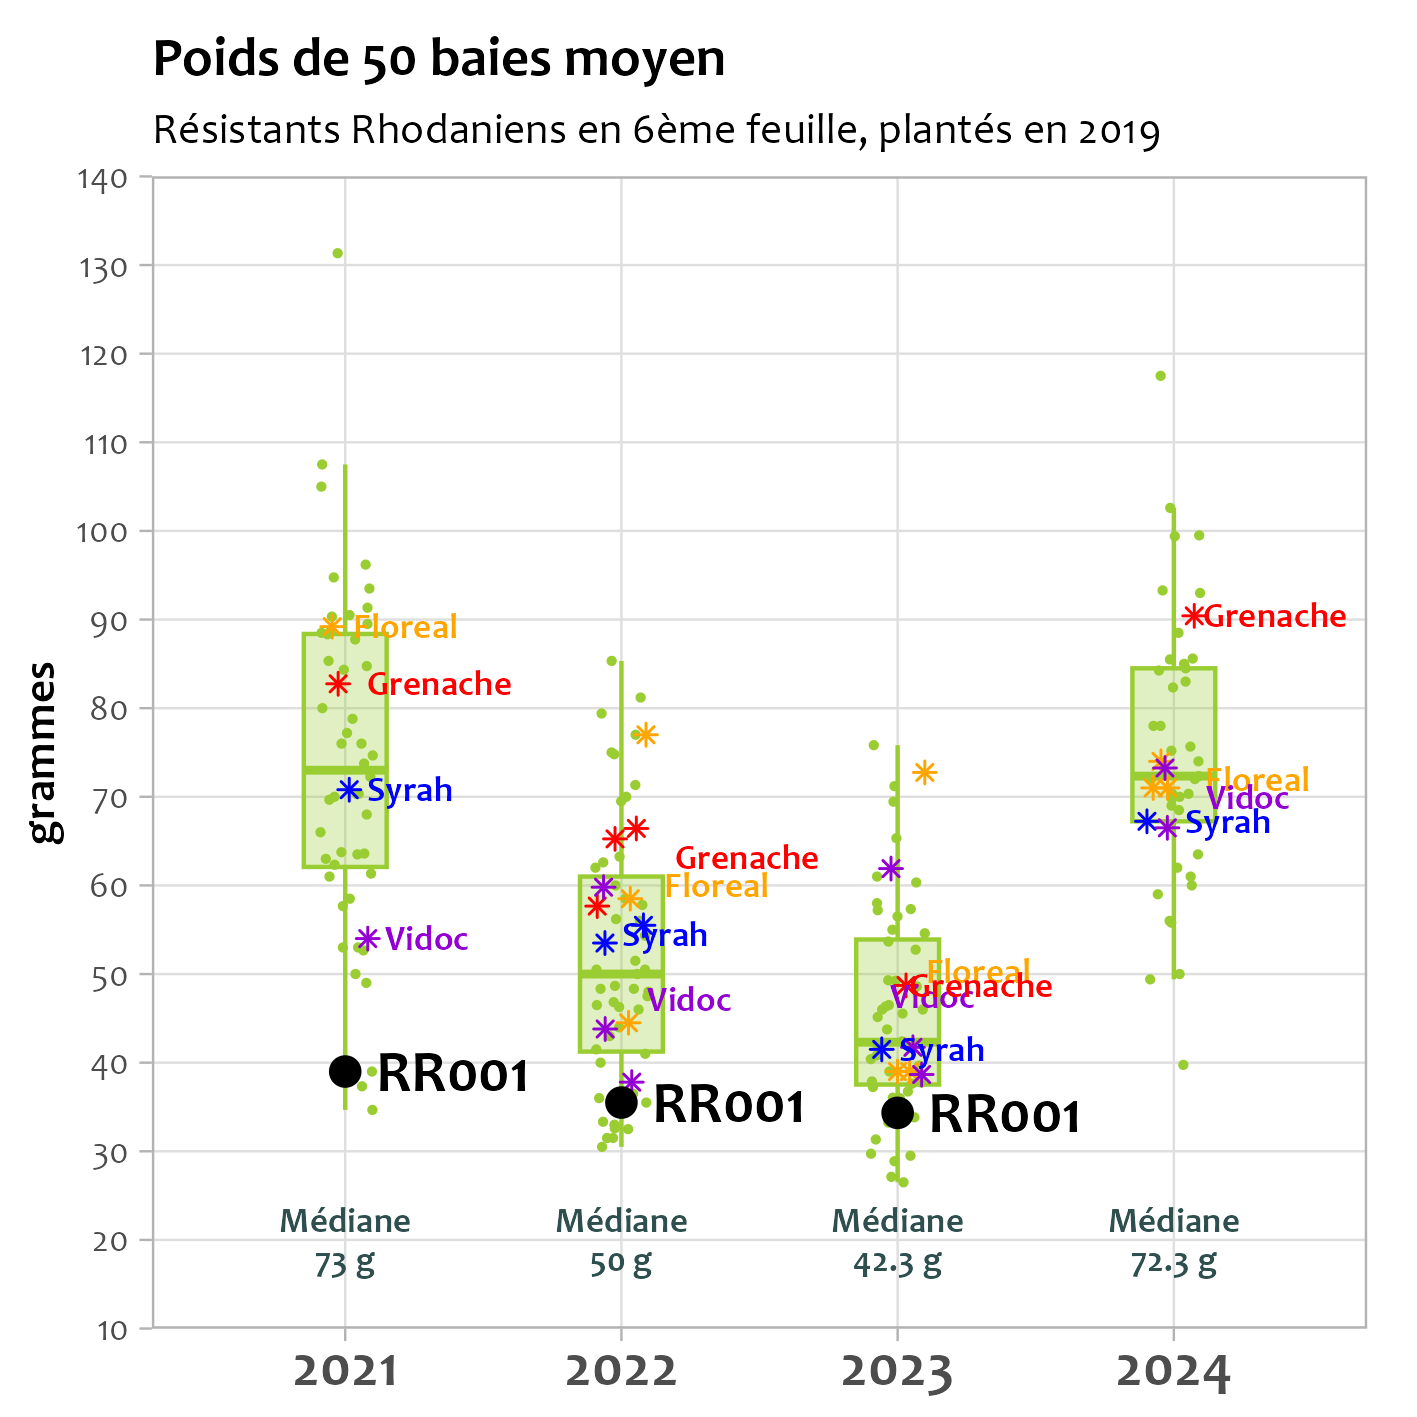 Poids de 50 baies moyen
Résistants Rhodaniens en 6ème feuille, plantés en 2019
grammes
140
130
120
110
100
90
80
70
60
50
40
30
20
10
Floreal
Grenache
Syrah
Vidoc
RR001
Médiane
73 g
2021
Grenache
Floreal
Syrah
Vidoc
RR001
Médiane
50 g
2022
Floreal
Grenache
Vidoc
Syrah
RR001
Médiane
42.3 g
2023
Grenache
Floreal
Vidoc
Syrah
Médiane
72.3 g
2024